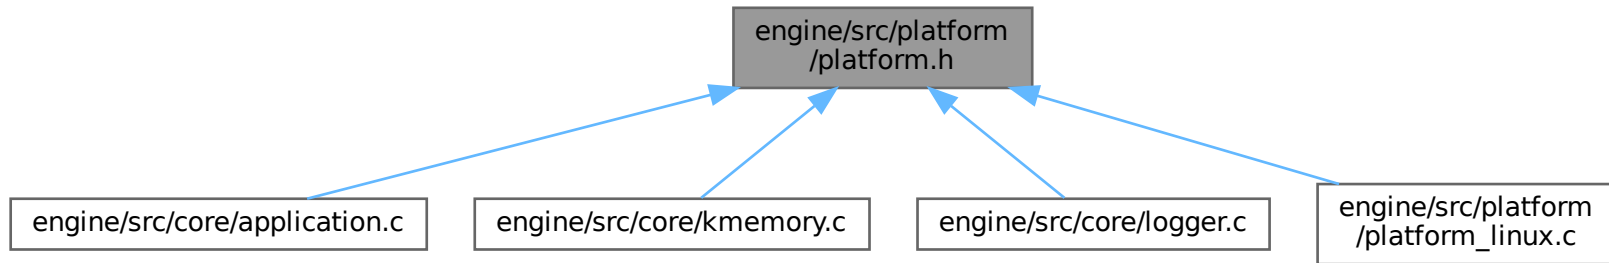 engine/src/platform
/platform.h
engine/src/core/application.c
engine/src/core/kmemory.c
engine/src/core/logger.c
engine/src/platform
/platform_linux.c